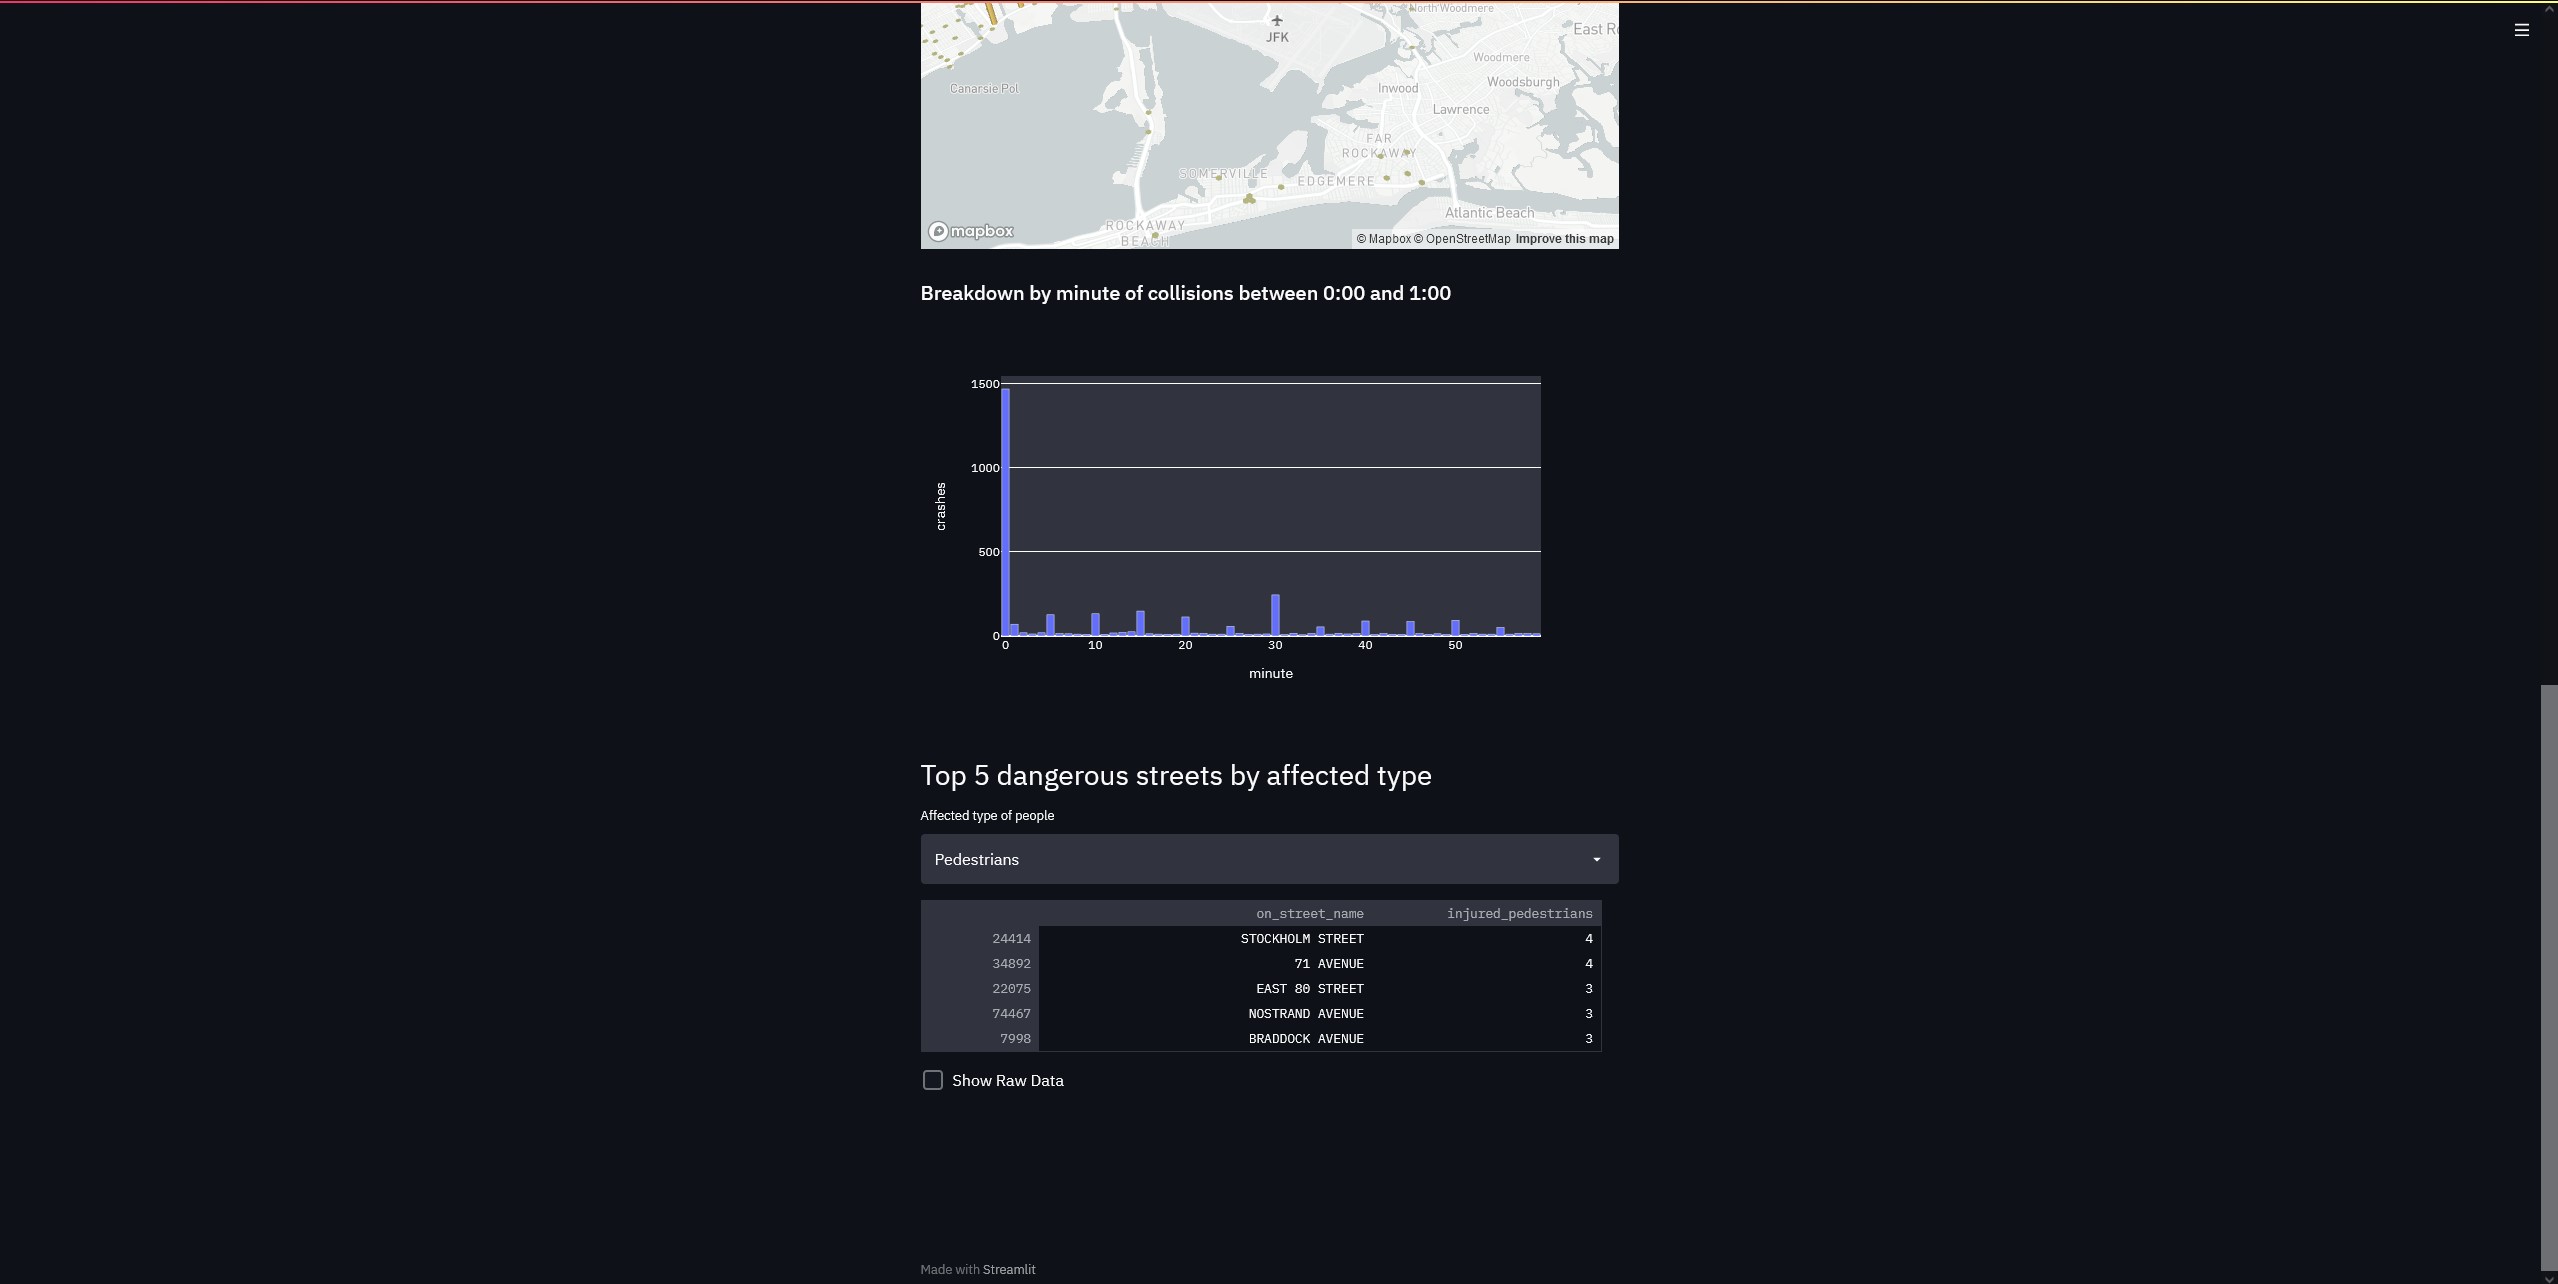 North Woodmere
JFK
East Ro
Woodmere
Canarsie Pol
Woodsburgh
Inwood
Lawrence
FAR
ROCKAWAY
SOMERVILLE
EDGEMERE
Atlantic Beach
ROCKAWAY
BEACH
mapbox
© Mapbox © OpenStreetMap Improve this map
Breakdown by minute of collisions between 0:00 and 1:00
1500
1000
500
0
crashes
0 10 20 30 40 50
minute
Top 5 dangerous streets by affected type
Affected type of people
Pedestrians
on_street_name injured_pedestrians
24414 STOCKHOLM STREET 4
34892 71 AVENUE 4
22075 EAST 80 STREET 3
74467 NOSTRAND AVENUE 3
7998 BRADDOCK AVENUE 3
Show Raw Data
Made with Streamlit